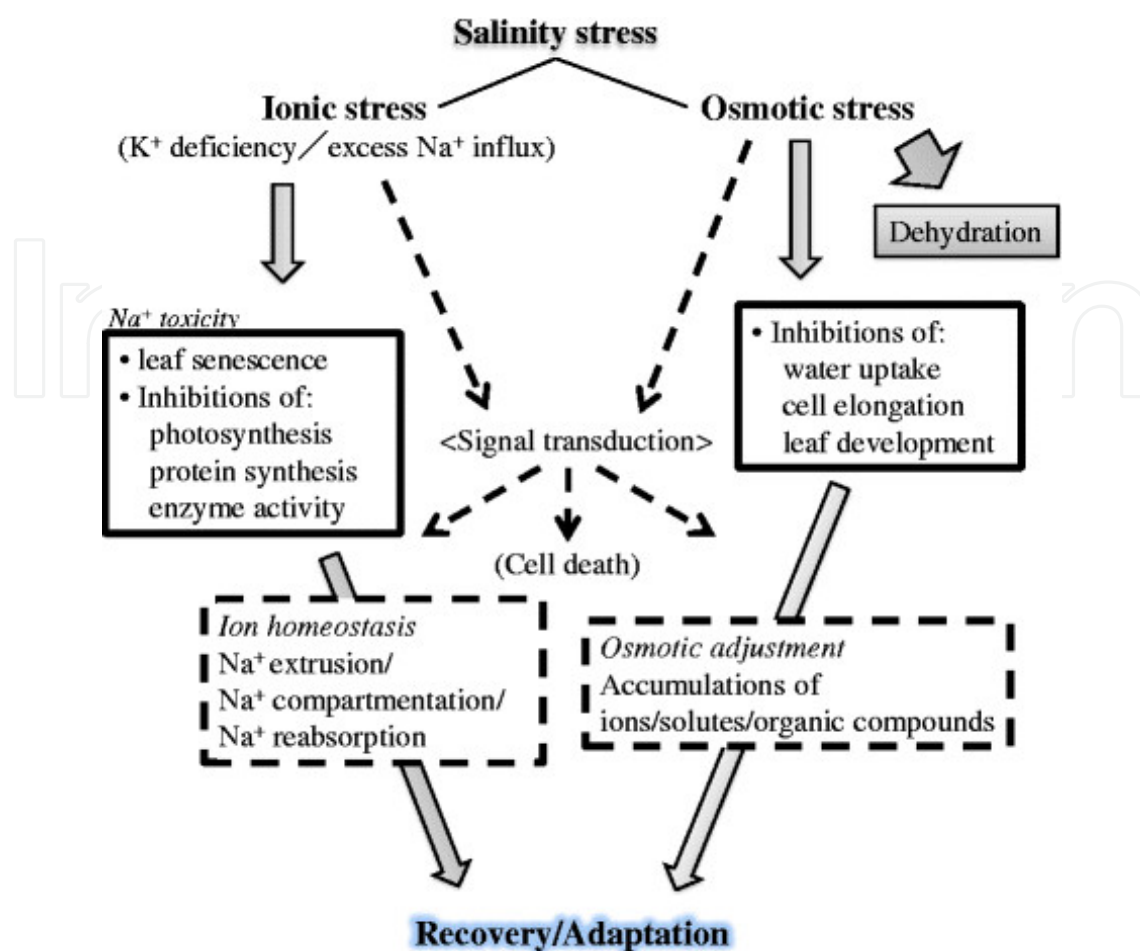 Salinity stress
Ionic stress
Osmotic stress
(K⁺ deficiency／excess Na⁺ influx)
Dehydration
Na⁺ toxicity
• leaf senescence
• Inhibitions of:
photosynthesis
protein synthesis
enzyme activity
• Inhibitions of:
water uptake
cell elongation
leaf development
<Signal transduction>
(Cell death)
Ion homeostasis
Na⁺ extrusion/
Na⁺ compartmentation/
Na⁺ reabsorption
Osmotic adjustment
Accumulations of
ions/solutes/organic compounds
Recovery/Adaptation